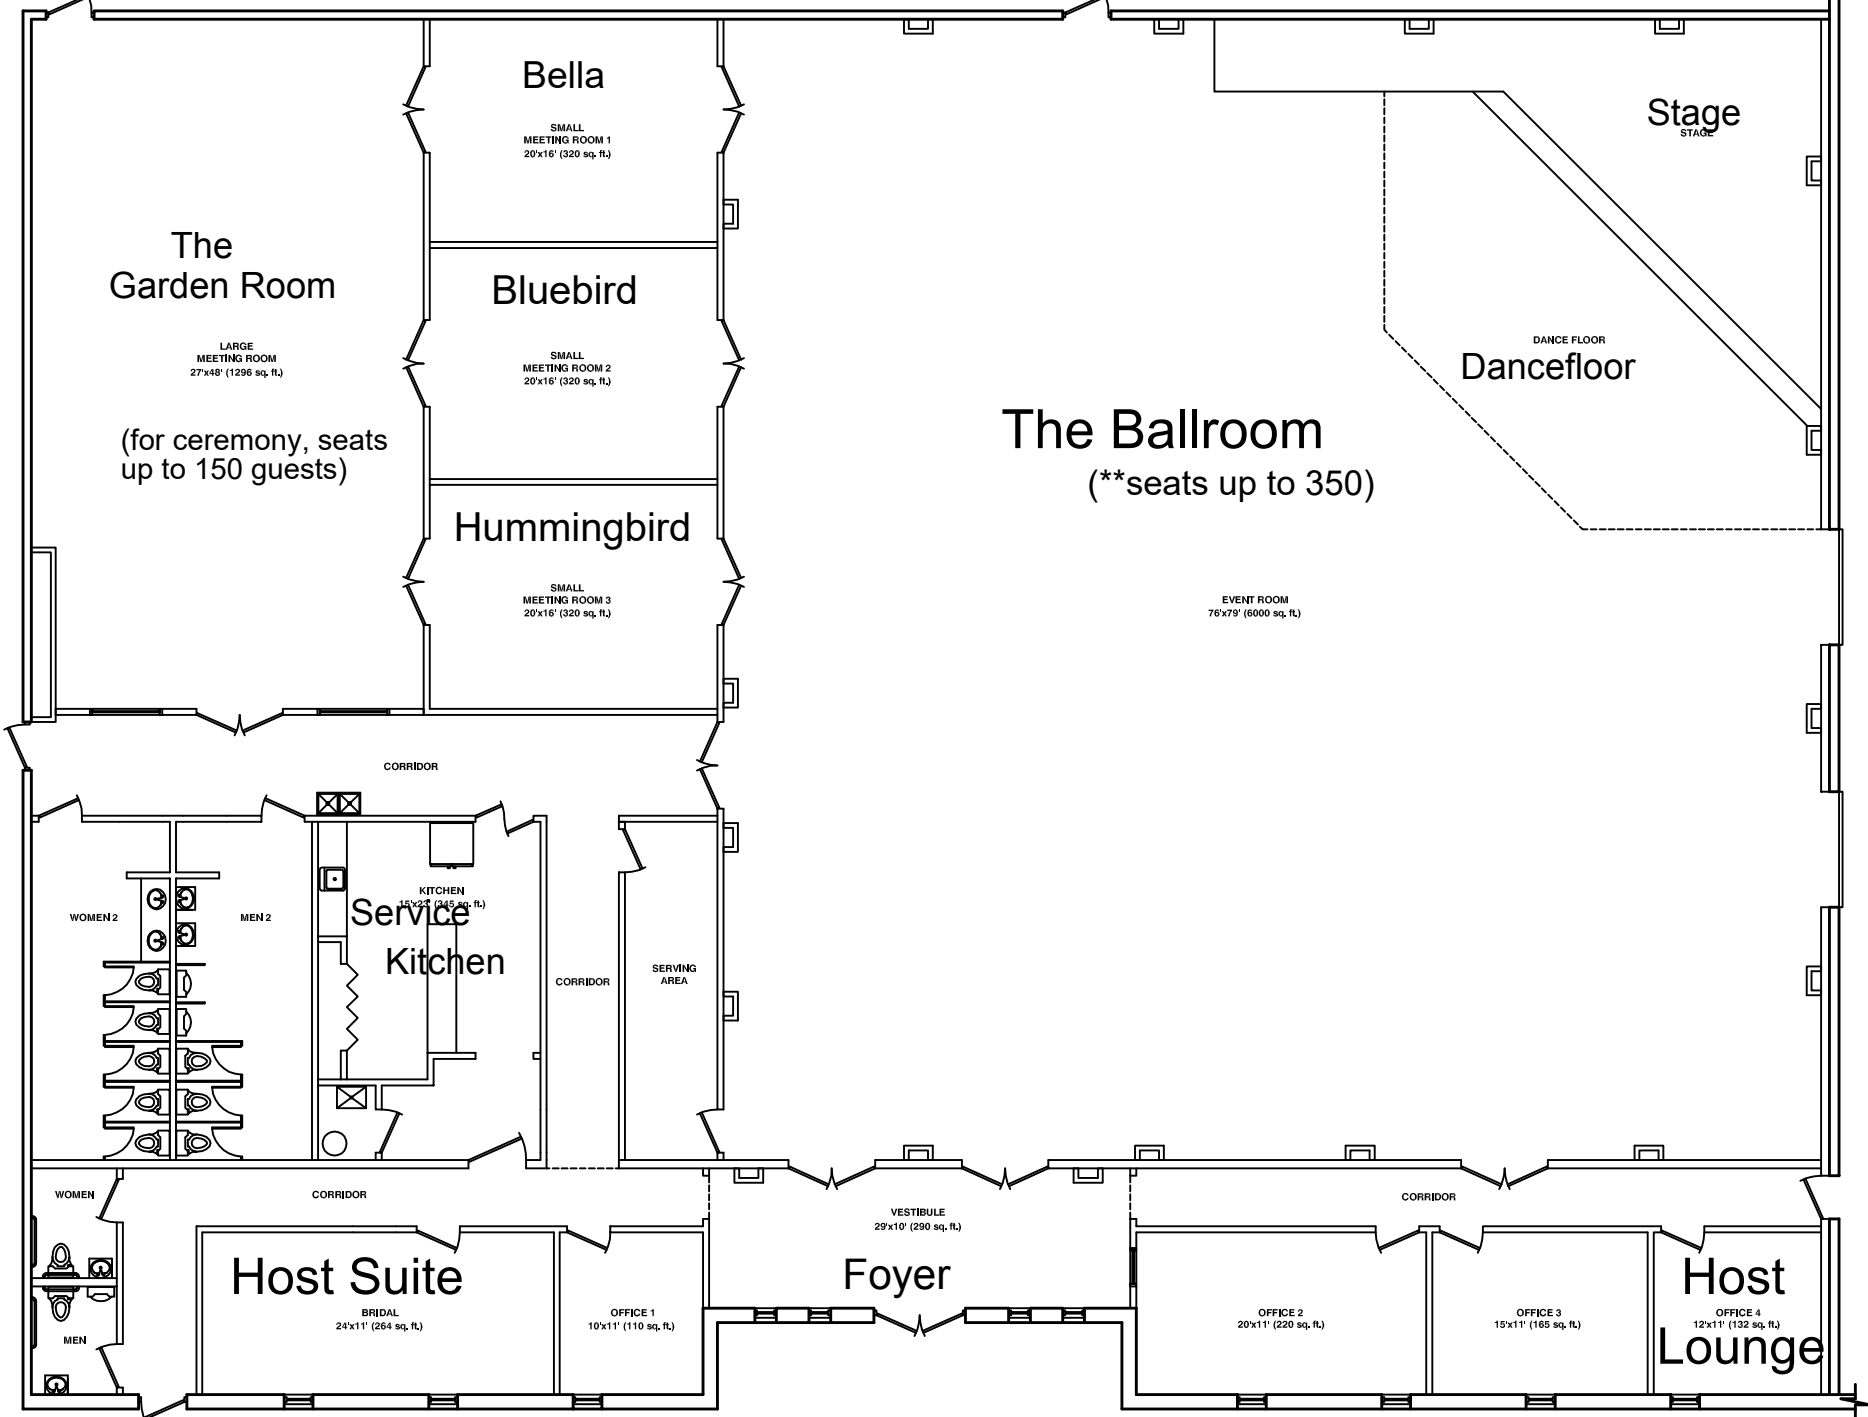 Bella
SMALL
MEETING ROOM 1
20'x16' (320 sq. ft.)
Stage
STAGE
The
Garden Room
LARGE
MEETING ROOM
27'x48' (1296 sq. ft.)
(for ceremony, seats
up to 150 guests)
Bluebird
SMALL
MEETING ROOM 2
20'x16' (320 sq. ft.)
DANCE FLOOR
Dancefloor
The Ballroom
(**seats up to 350)
Hummingbird
SMALL
MEETING ROOM 3
20'x16' (320 sq. ft.)
EVENT ROOM
76'x79' (6000 sq. ft.)
CORRIDOR
WOMEN 2
MEN 2
KITCHEN
15'x23' (345 sq. ft.)
Service
Kitchen
CORRIDOR
SERVING
AREA
WOMEN
CORRIDOR
VESTIBULE
29'x10' (290 sq. ft.)
Foyer
CORRIDOR
MEN
Host Suite
BRIDAL
24'x11' (264 sq. ft.)
OFFICE 1
10'x11' (110 sq. ft.)
OFFICE 2
20'x11' (220 sq. ft.)
OFFICE 3
15'x11' (165 sq. ft.)
Host
OFFICE 4
12'x11' (132 sq. ft.)
Lounge